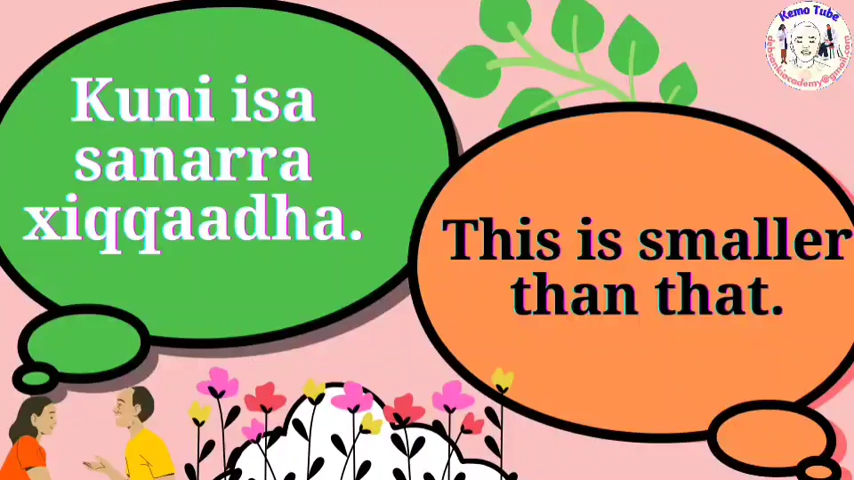 Kuni isa
sanarra
xiqqaadha.
This is smaller
than that.
Kemo Tube